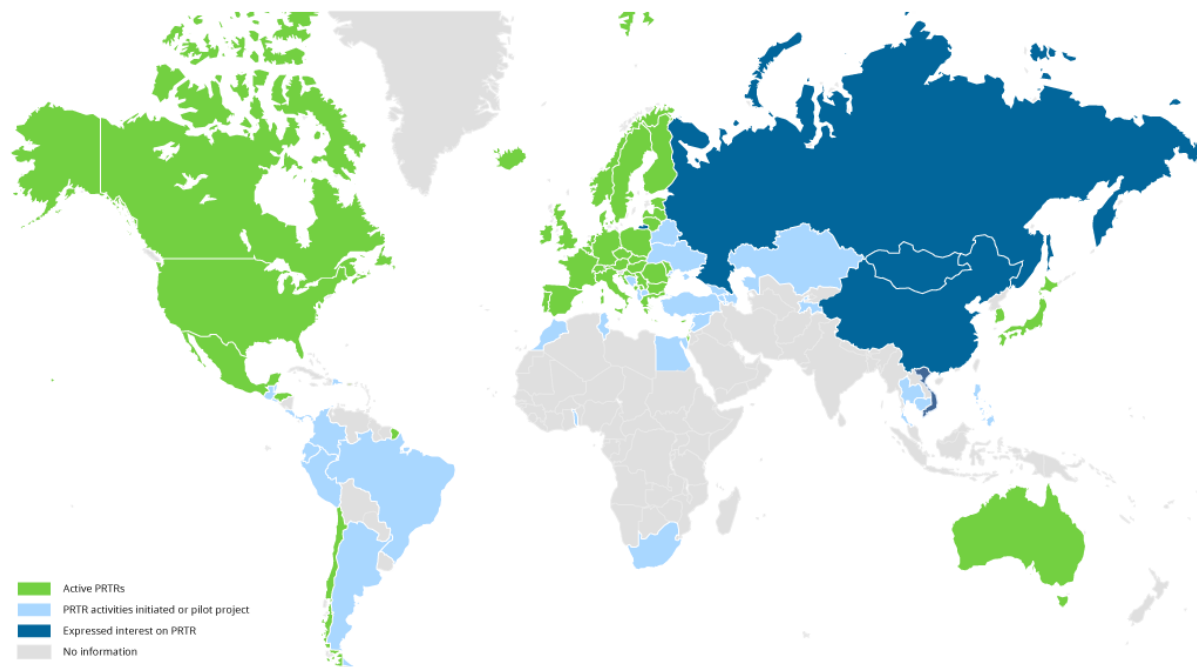 Active PRTRs
PRTR activities initiated or pilot project
Expressed interest on PRTR
No information